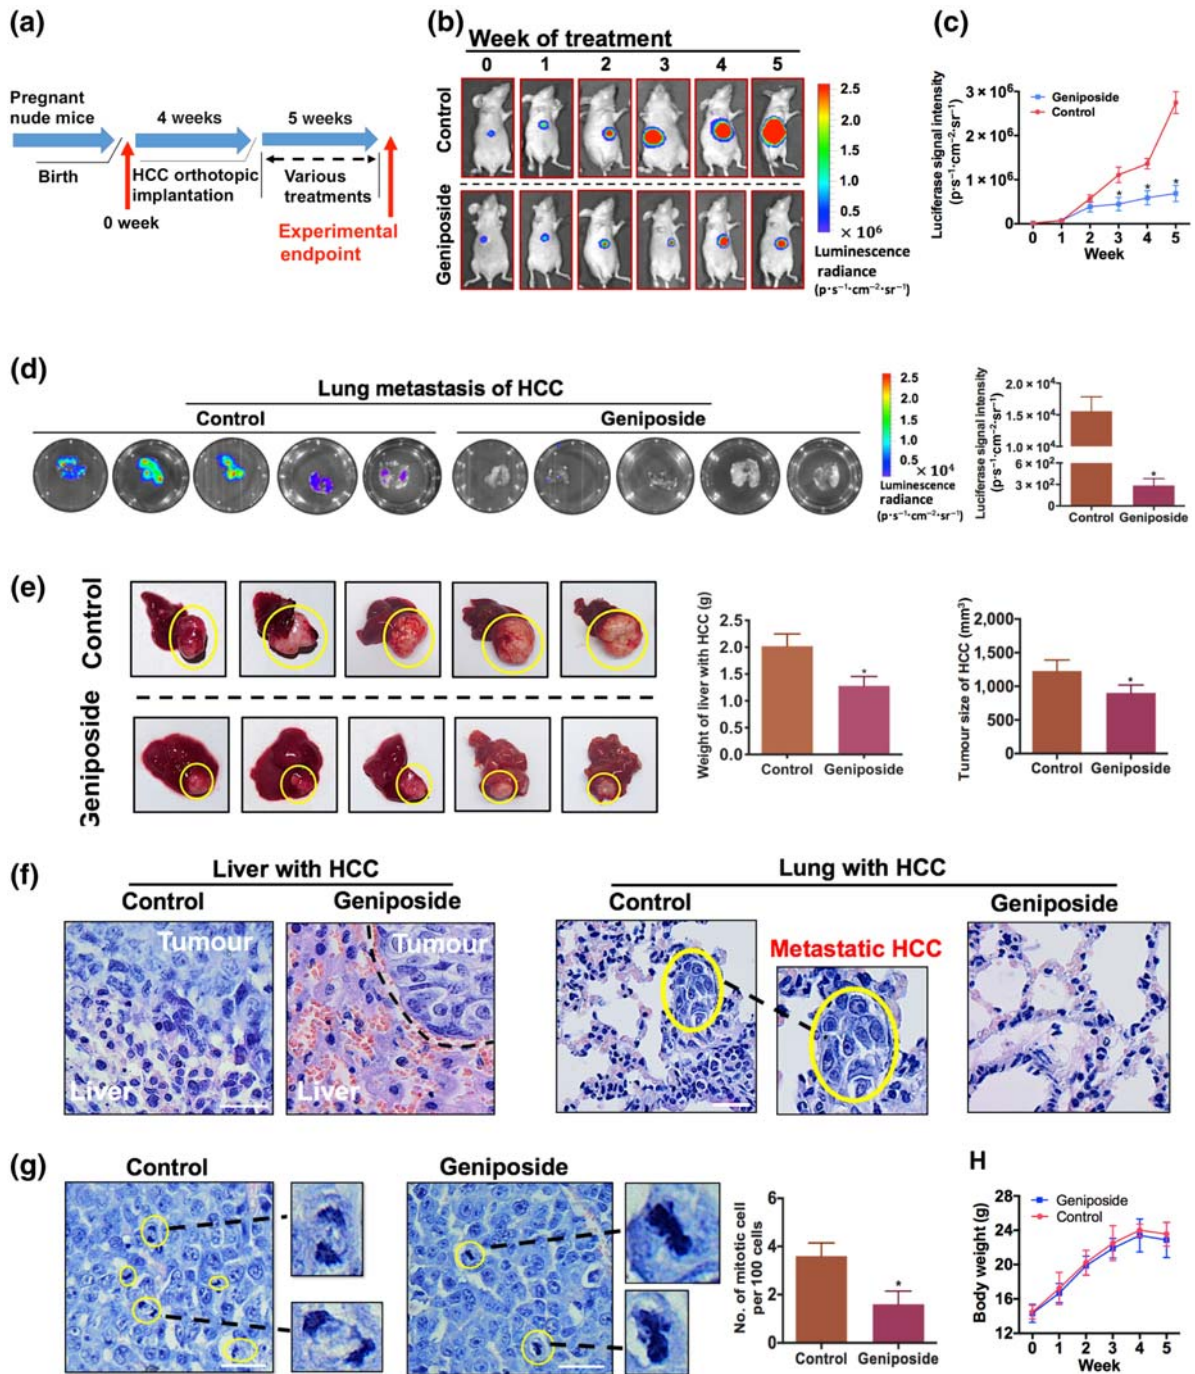 (a)
Pregnant
nude mice
4 weeks
5 weeks
Birth
HCC orthotopic
implantation
Various
treatments
0 week
Experimental
endpoint
(b)
Week of treatment
0 1 2 3 4 5
Control
Geniposide
2.5
2.0
1.5
1.0
0.5
× 10⁶
Luminescence
radiance
(p·s⁻¹·cm⁻²·sr⁻¹)
(c)
Luciferase signal intensity
(p·s⁻¹·cm⁻²·sr⁻¹)
3 × 10⁶
2 × 10⁶
1 × 10⁶
0
Geniposide
Control
* * *
0 1 2 3 4 5
Week
(d)
Lung metastasis of HCC
Control Geniposide
2.5
2.0
1.5
1.0
0.5
× 10⁴
Luminescence
radiance
(p·s⁻¹·cm⁻²·sr⁻¹)
Luciferase signal intensity
(p·s⁻¹·cm⁻²·sr⁻¹)
2.0 × 10⁴
1.5 × 10⁴
1.0 × 10⁴
6 × 10²
3 × 10²
0
*
Control Geniposide
(e)
Control
Geniposide
Weight of liver with HCC (g)
2.5
2.0
1.5
1.0
0.5
0.0
*
Control Geniposide
Tumour size of HCC (mm³)
1,500
1,000
500
0
*
Control Geniposide
(f)
Liver with HCC
Control Geniposide
Tumour
Liver
Tumour
Liver
Lung with HCC
Control
Geniposide
Metastatic HCC
(g)
Control Geniposide
No. of mitotic cell
per 100 cells
6
4
2
0
*
Control Geniposide
H
Body weight (g)
28
24
20
16
12
Geniposide
Control
0 1 2 3 4 5
Week